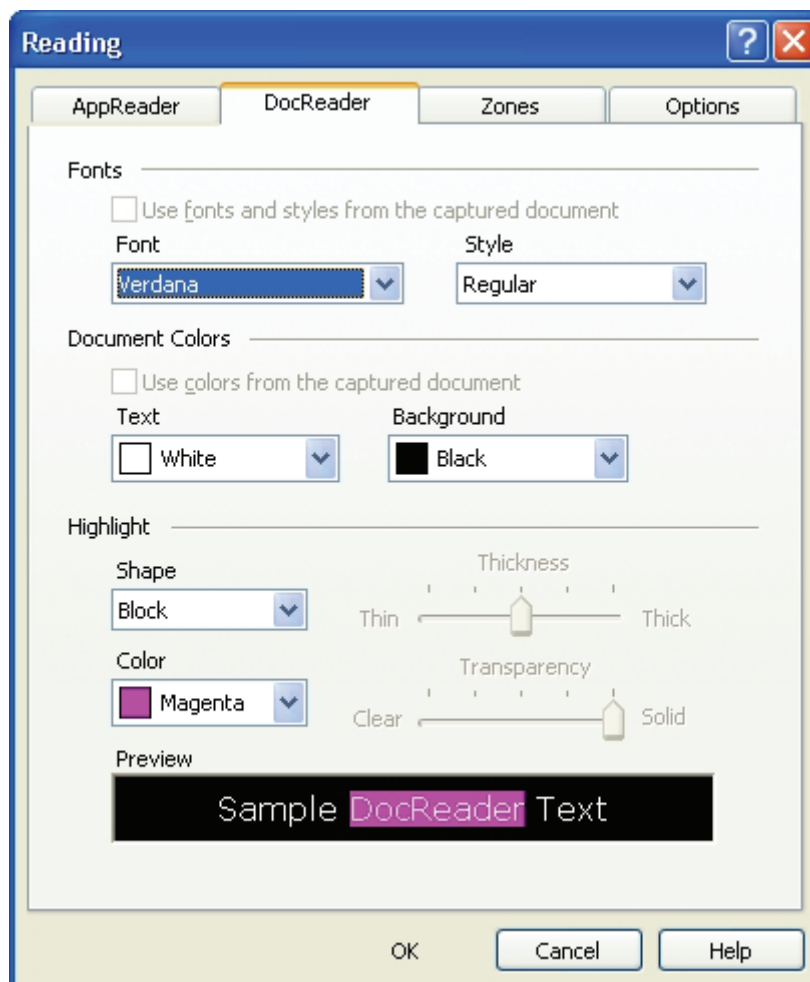 Reading
AppReader DocReader Zones Options
Fonts
Use fonts and styles from the captured document
Font Style
Verdana Regular
Document Colors
Use colors from the captured document
Text Background
White Black
Highlight
Shape Thickness
Block Thin Thick
Color Transparency
Magenta Clear Solid
Preview
Sample DocReader Text
OK Cancel Help